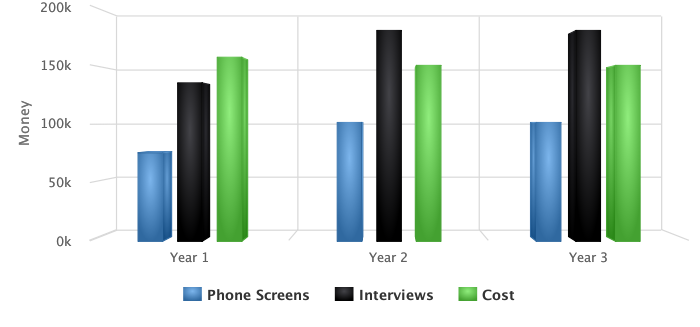 200k
150k
100k
50k
0k
Money
Year 1 Year 2 Year 3
Phone Screens Interviews Cost